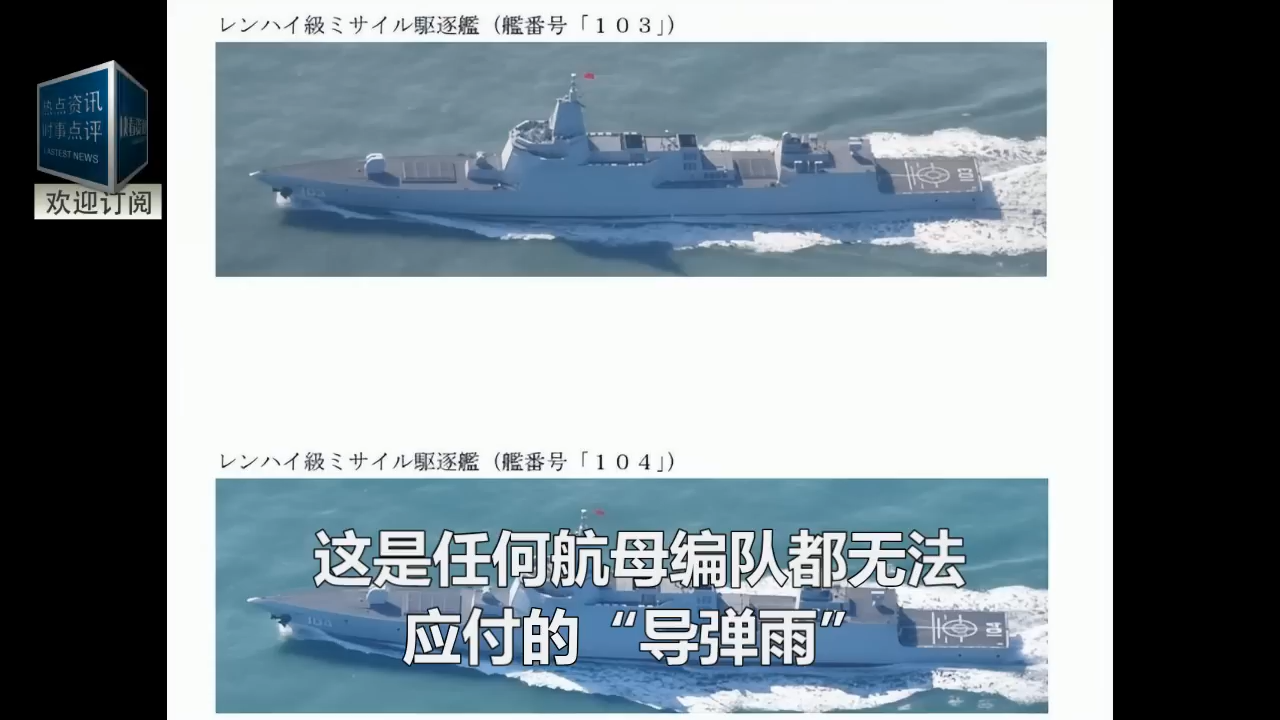 レンハイ級ミサイル駆逐艦（艦番号「１０３」）
热点资讯
时事点评
LASTEST NEWS
欢迎订阅
103
レンハイ級ミサイル駆逐艦（艦番号「１０４」）
104
104
这是任何航母编队都无法
应付的“导弹雨”